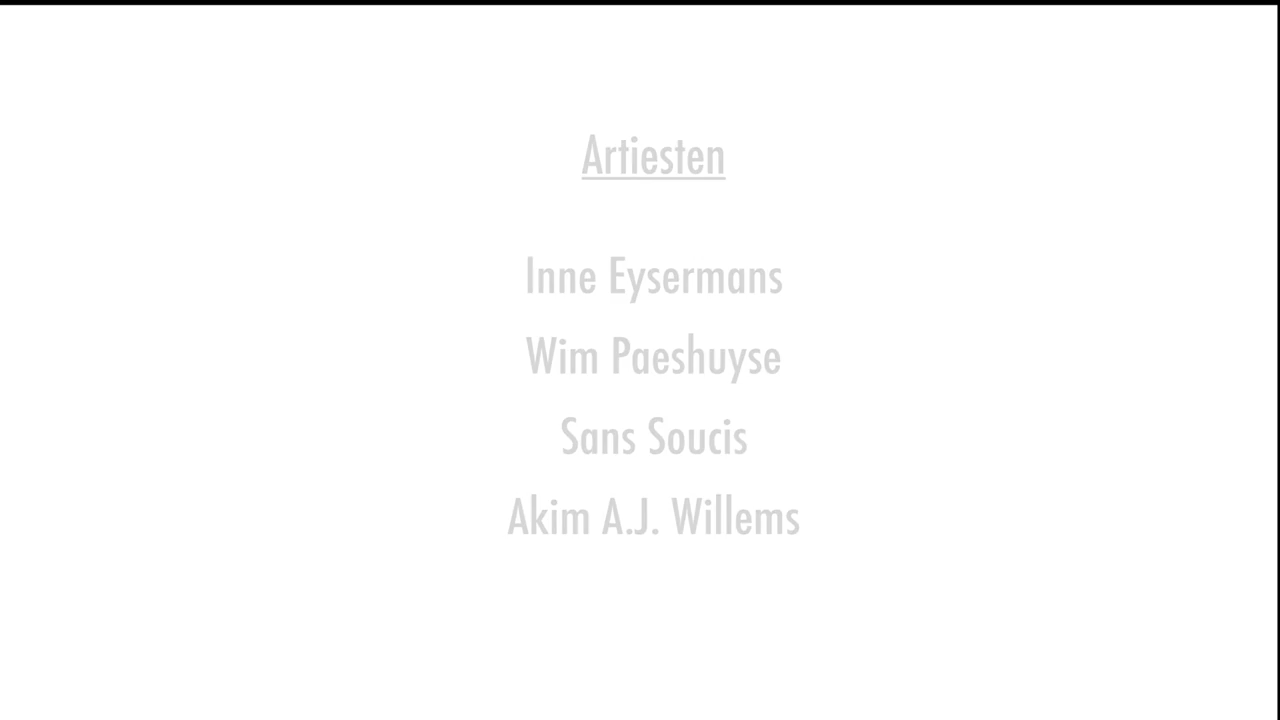 Artiesten
Inne Eysermans
Wim Paeshuyse
Sans Soucis
Akim A.J. Willems